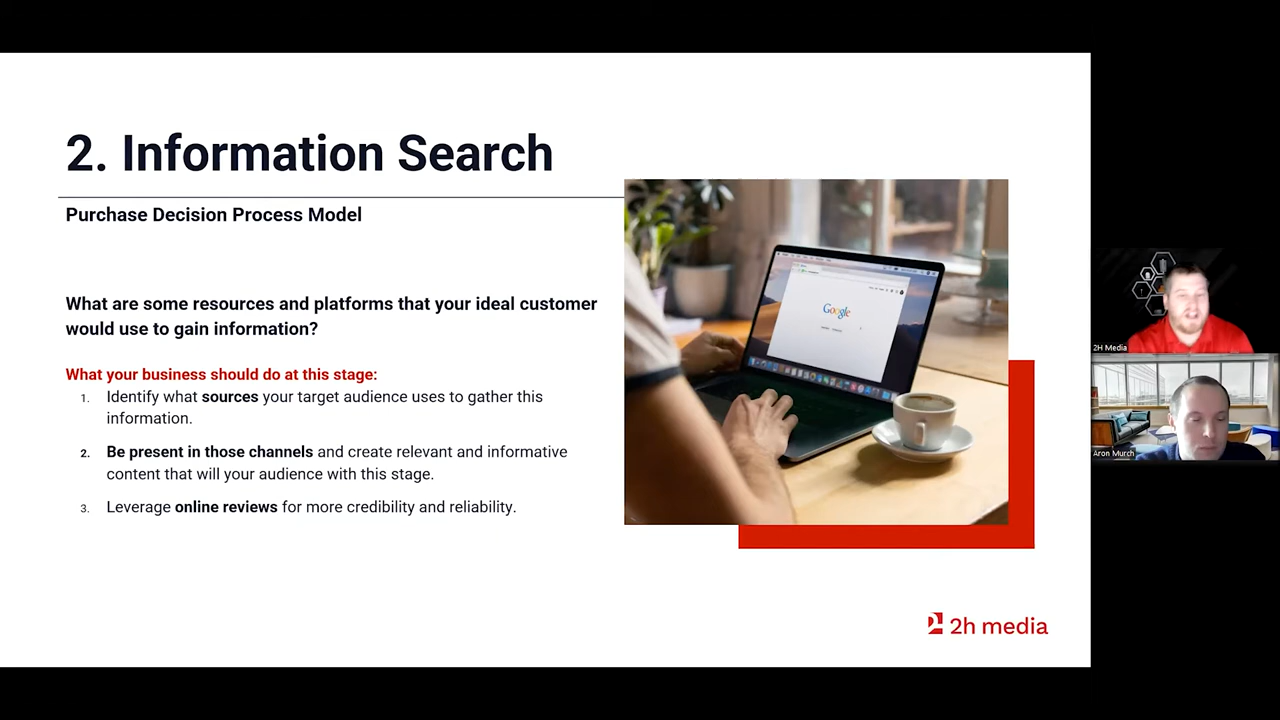 2. Information Search
Purchase Decision Process Model
What are some resources and platforms that your ideal customer
would use to gain information?
What your business should do at this stage:
1. Identify what sources your target audience uses to gather this
information.
2. Be present in those channels and create relevant and informative
content that will your audience with this stage.
3. Leverage online reviews for more credibility and reliability.
Google
2h media
2H Media
Aron Murch